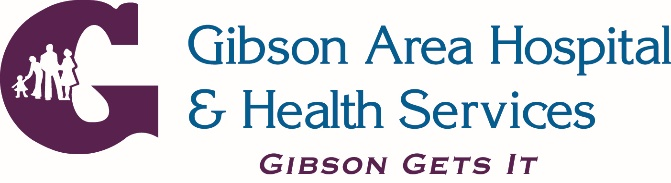 G
Gibson Area Hospital
& Health Services
GIBSON GETS IT